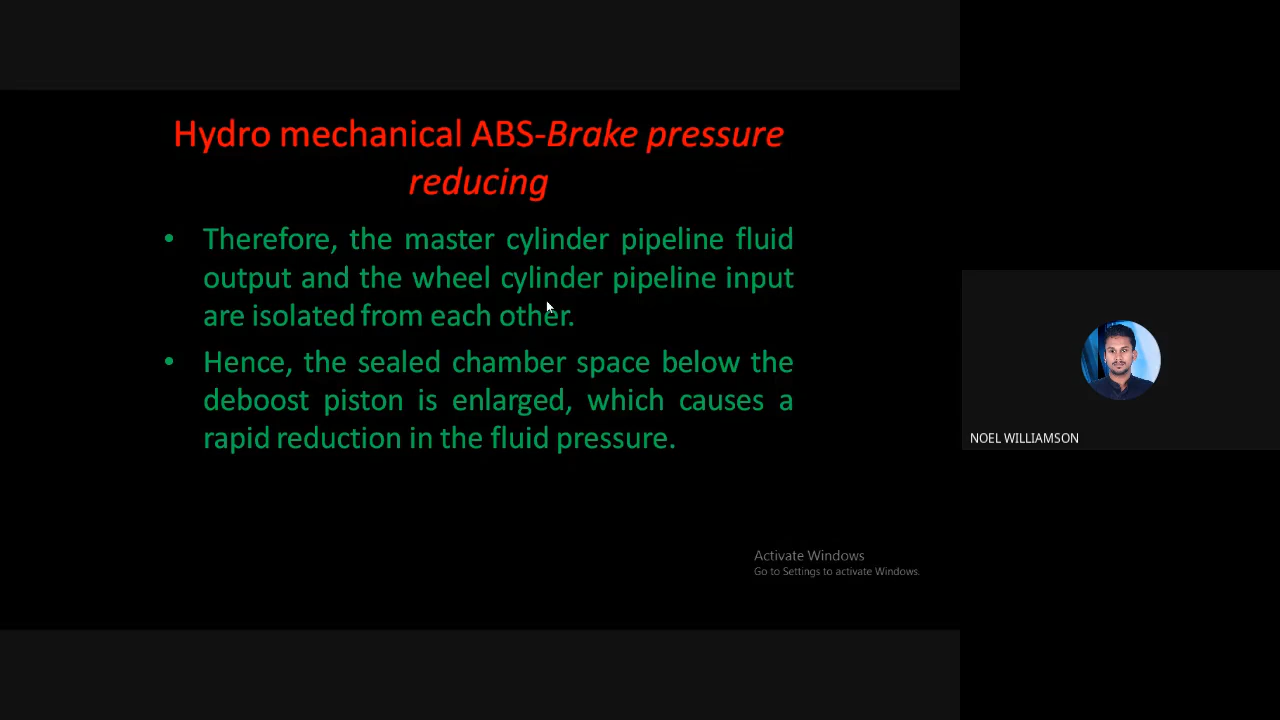 Hydro mechanical ABS-Brake pressure
reducing
• Therefore, the master cylinder pipeline fluid
output and the wheel cylinder pipeline input
are isolated from each other.
• Hence, the sealed chamber space below the
deboost piston is enlarged, which causes a
rapid reduction in the fluid pressure.
NOEL WILLIAMSON
Activate Windows
Go to Settings to activate Windows.